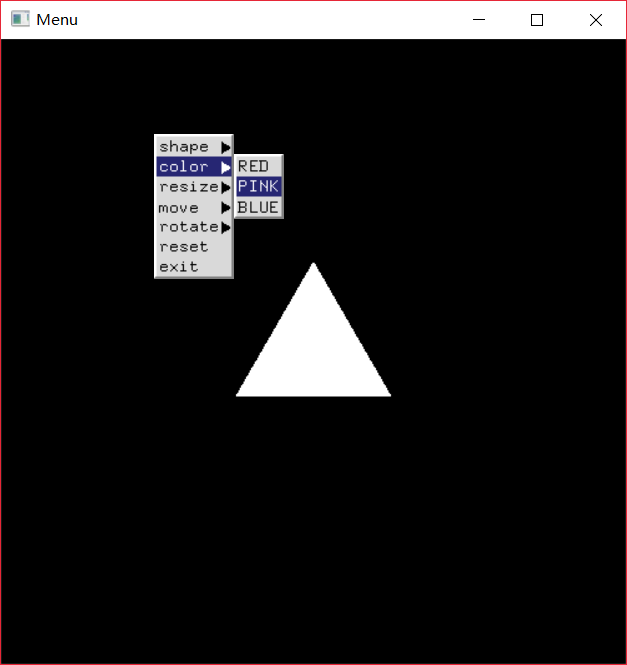 Menu
shape
color
resize
move
rotate
reset
exit
RED
PINK
BLUE